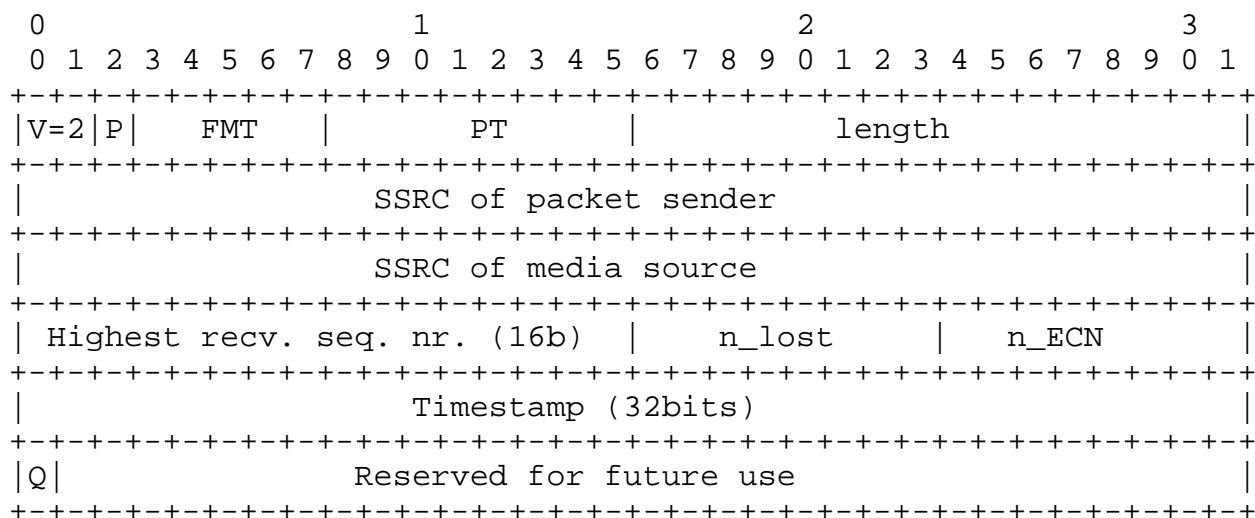 0                   1                   2                   3
 0 1 2 3 4 5 6 7 8 9 0 1 2 3 4 5 6 7 8 9 0 1 2 3 4 5 6 7 8 9 0 1
+-+-+-+-+-+-+-+-+-+-+-+-+-+-+-+-+-+-+-+-+-+-+-+-+-+-+-+-+-+-+-+-+
|V=2|P|   FMT   |       PT      |          length               |
+-+-+-+-+-+-+-+-+-+-+-+-+-+-+-+-+-+-+-+-+-+-+-+-+-+-+-+-+-+-+-+-+
|                  SSRC of packet sender                        |
+-+-+-+-+-+-+-+-+-+-+-+-+-+-+-+-+-+-+-+-+-+-+-+-+-+-+-+-+-+-+-+-+
|                  SSRC of media source                         |
+-+-+-+-+-+-+-+-+-+-+-+-+-+-+-+-+-+-+-+-+-+-+-+-+-+-+-+-+-+-+-+-+
| Highest recv. seq. nr. (16b)  |    n_lost     |   n_ECN       |
+-+-+-+-+-+-+-+-+-+-+-+-+-+-+-+-+-+-+-+-+-+-+-+-+-+-+-+-+-+-+-+-+
|                    Timestamp (32bits)                         |
+-+-+-+-+-+-+-+-+-+-+-+-+-+-+-+-+-+-+-+-+-+-+-+-+-+-+-+-+-+-+-+-+
|Q|               Reserved for future use                       |
+-+-+-+-+-+-+-+-+-+-+-+-+-+-+-+-+-+-+-+-+-+-+-+-+-+-+-+-+-+-+-+-+